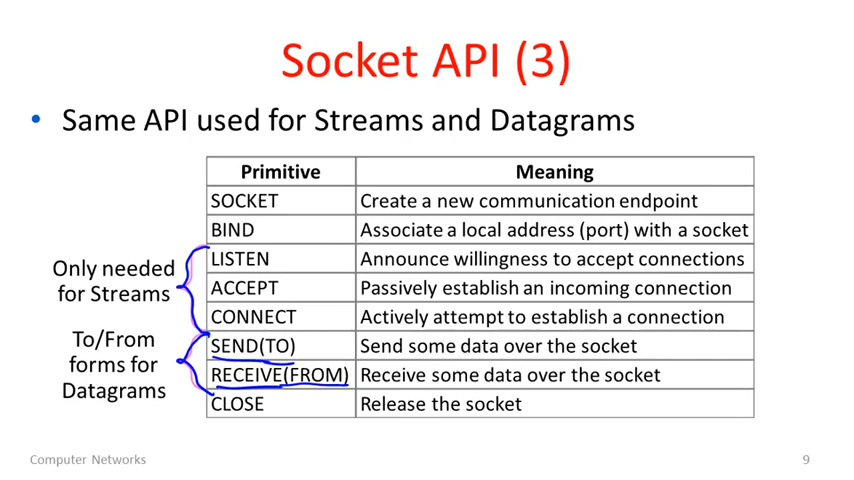 Socket API (3)
• Same API used for Streams and Datagrams
Primitive Meaning
SOCKET Create a new communication endpoint
BIND Associate a local address (port) with a socket
LISTEN Announce willingness to accept connections
ACCEPT Passively establish an incoming connection
CONNECT Actively attempt to establish a connection
SEND(TO) Send some data over the socket
RECEIVE(FROM) Receive some data over the socket
CLOSE Release the socket
Only needed
for Streams
To/From
forms for
Datagrams
Computer Networks 9